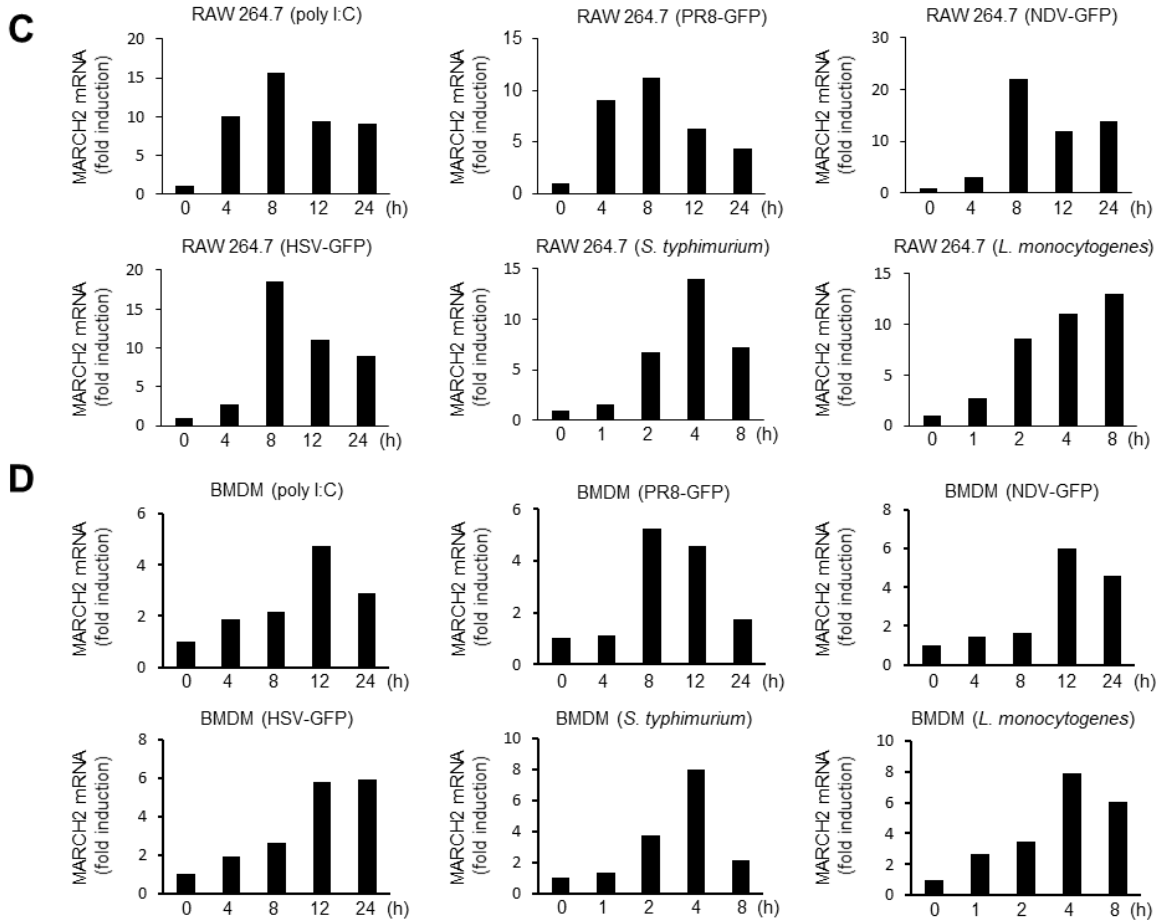 C
RAW 264.7 (poly I:C)
MARCH2 mRNA
(fold induction)
20
15
10
5
0
0 4 8 12 24 (h)
RAW 264.7 (PR8-GFP)
MARCH2 mRNA
(fold induction)
15
10
5
0
0 4 8 12 24 (h)
RAW 264.7 (NDV-GFP)
MARCH2 mRNA
(fold induction)
30
20
10
0
0 4 8 12 24 (h)
RAW 264.7 (HSV-GFP)
MARCH2 mRNA
(fold induction)
20
15
10
5
0
0 4 8 12 24 (h)
RAW 264.7 (S. typhimurium)
MARCH2 mRNA
(fold induction)
15
10
5
0
0 1 2 4 8 (h)
RAW 264.7 (L. monocytogenes)
MARCH2 mRNA
(fold induction)
15
10
5
0
0 1 2 4 8 (h)
D
BMDM (poly I:C)
MARCH2 mRNA
(fold induction)
6
4
2
0
0 4 8 12 24 (h)
BMDM (PR8-GFP)
MARCH2 mRNA
(fold induction)
6
4
2
0
0 4 8 12 24 (h)
BMDM (NDV-GFP)
MARCH2 mRNA
(fold induction)
8
6
4
2
0
0 4 8 12 24 (h)
BMDM (HSV-GFP)
MARCH2 mRNA
(fold induction)
8
6
4
2
0
0 4 8 12 24 (h)
BMDM (S. typhimurium)
MARCH2 mRNA
(fold induction)
10
8
6
4
2
0
0 1 2 4 8 (h)
BMDM (L. monocytogenes)
MARCH2 mRNA
(fold induction)
10
8
6
4
2
0
0 1 2 4 8 (h)